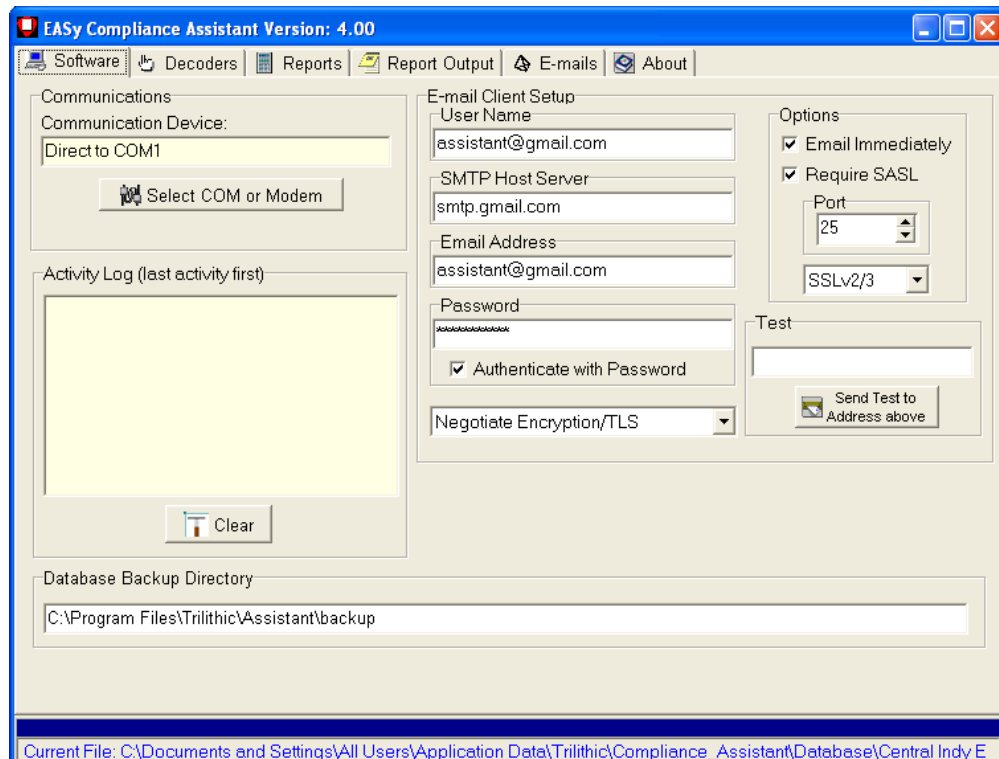 EASy Compliance Assistant Version: 4.00
Software Decoders Reports Report Output E-mails About
Communications
Communication Device:
Direct to COM1
Select COM or Modem
Activity Log (last activity first)
Clear
E-mail Client Setup
User Name
assistant@gmail.com
SMTP Host Server
smtp.gmail.com
Email Address
assistant@gmail.com
Password
************
Authenticate with Password
Negotiate Encryption/TLS
Options
Email Immediately
Require SASL
Port
25
SSLv2/3
Test
Send Test to
Address above
Database Backup Directory
C:\Program Files\Trilithic\Assistant\backup
Current File: C:\Documents and Settings\All Users\Application Data\Trilithic\Compliance_Assistant\Database\Central Indy E